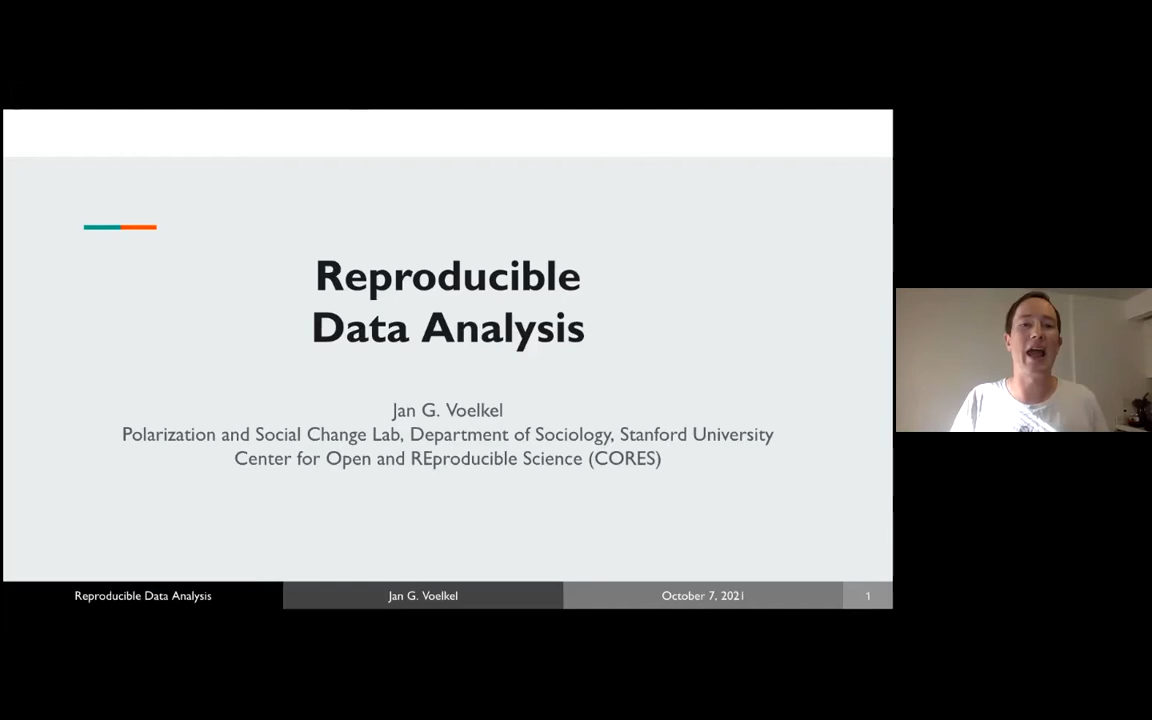 Reproducible
Data Analysis
Jan G. Voelkel
Polarization and Social Change Lab, Department of Sociology, Stanford University
Center for Open and REproducible Science (CORES)
Reproducible Data Analysis
Jan G. Voelkel
October 7, 2021
1